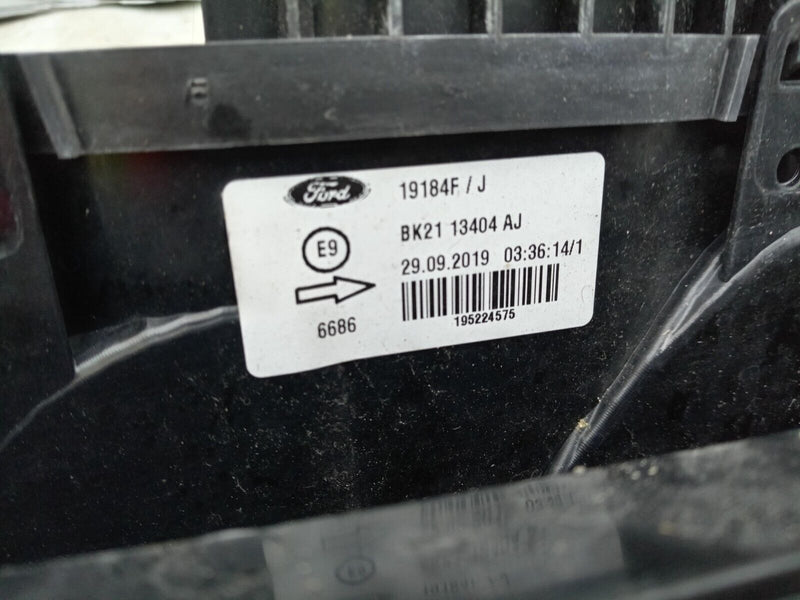 Ford
19184F / J
BK21 13404 AJ
E9
29.09.2019 03:36:14/1
195224575
6686